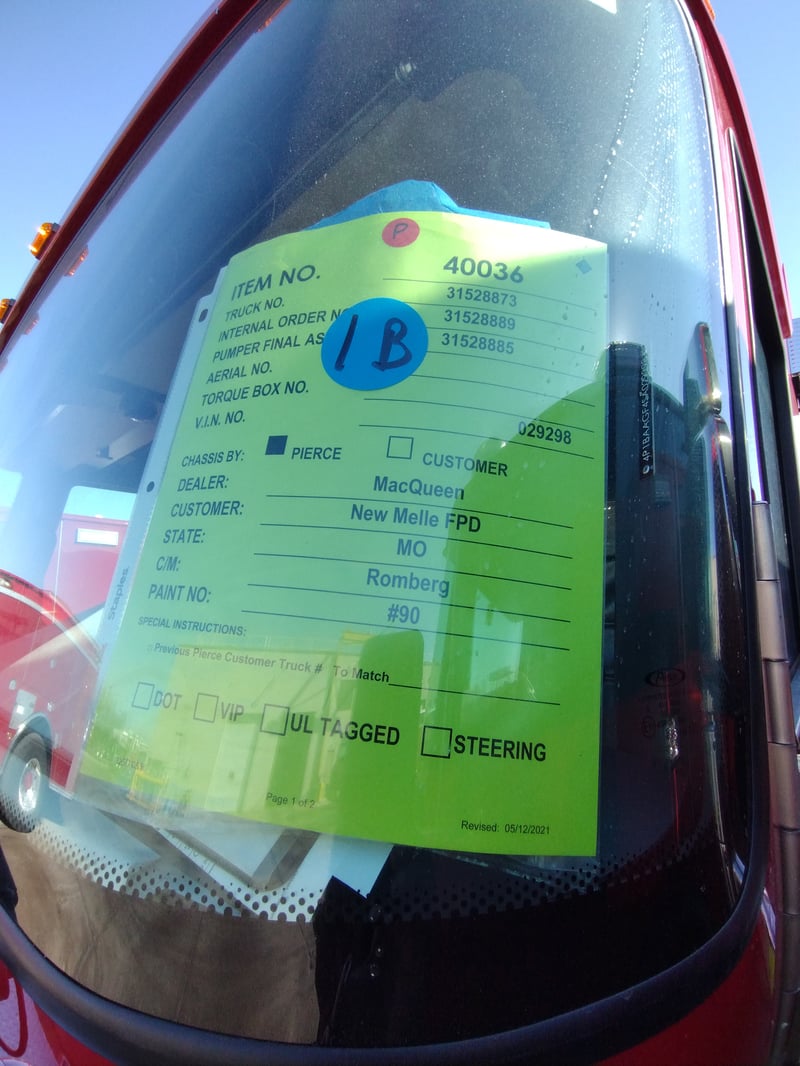 P
ITEM NO. 40036
TRUCK NO. 31528873
INTERNAL ORDER 31528889
PUMPER FINAL 31528885
1B
AERIAL NO.
TORQUE BOX NO.
V.I.N. NO. 029298
CHASSIS BY: PIERCE CUSTOMER
DEALER: MacQueen
CUSTOMER: New Melle FPD
STATE: MO
C/M: Romberg
PAINT NO: #90
SPECIAL INSTRUCTIONS:
Previous Pierce Customer Truck # To Match
DOT VIP UL TAGGED STEERING
Page 1 of 2
Revised: 05/12/2021
Staples